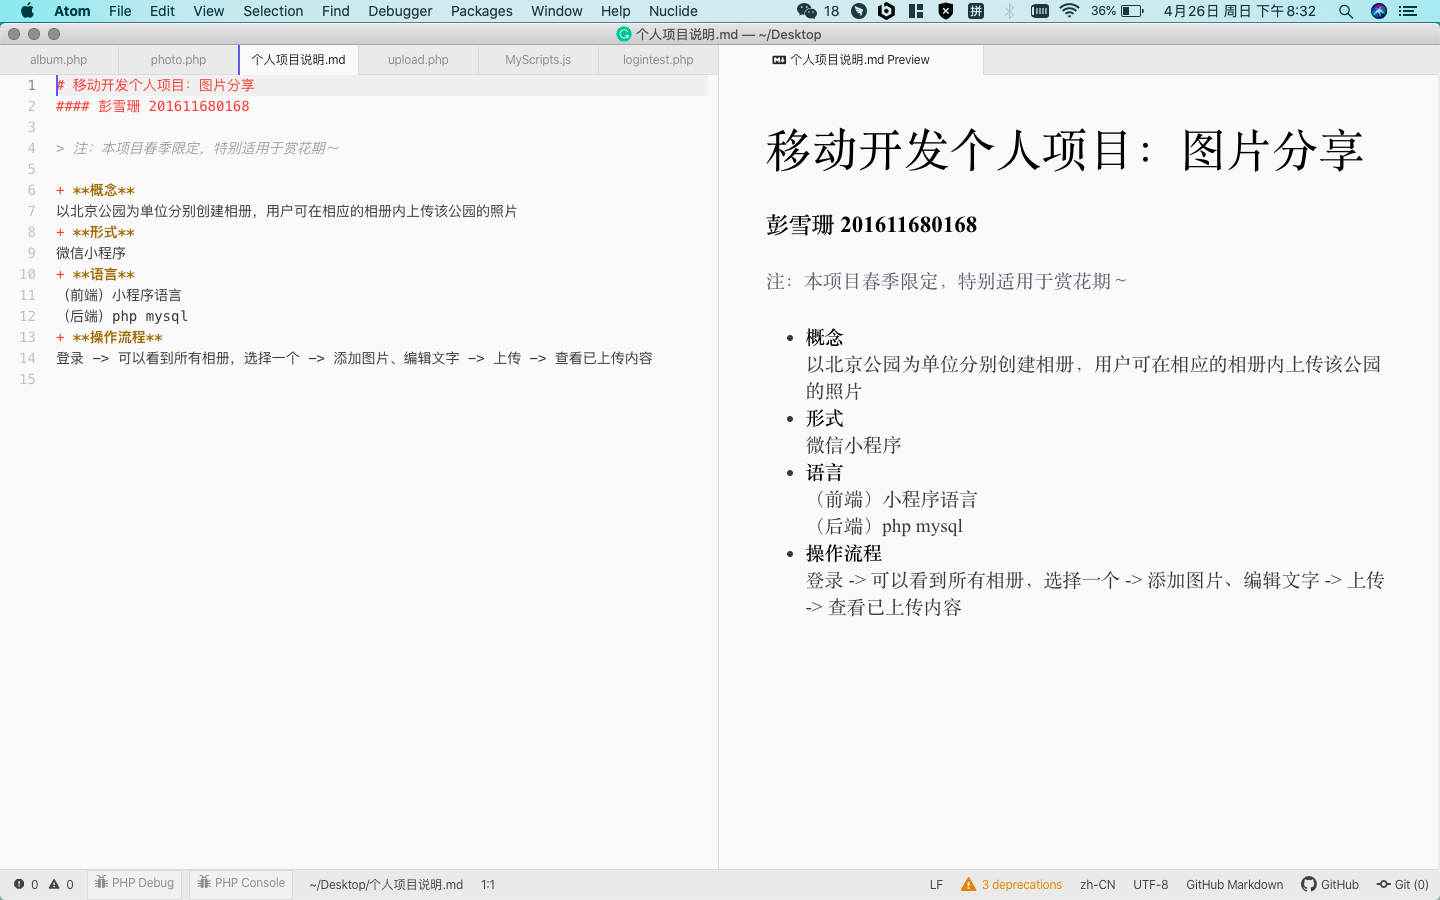 Atom File Edit View Selection Find Debugger Packages Window Help Nuclide 18 拼 36% 4月26日 周日 下午8:32
个人项目说明.md — ~/Desktop
album.php photo.php 个人项目说明.md upload.php MyScripts.js logintest.php
个人项目说明.md Preview
1 # 移动开发个人项目：图片分享
2 #### 彭雪珊 201611680168
3
4 > 注：本项目春季限定，特别适用于赏花期～
5
6 + **概念**
7 以北京公园为单位分别创建相册，用户可在相应的相册内上传该公园的照片
8 + **形式**
9 微信小程序
10 + **语言**
11 （前端）小程序语言
12 （后端）php mysql
13 + **操作流程**
14 登录 -> 可以看到所有相册，选择一个 -> 添加图片、编辑文字 -> 上传 -> 查看已上传内容
15
移动开发个人项目：图片分享
彭雪珊 201611680168
注：本项目春季限定，特别适用于赏花期～
• 概念
以北京公园为单位分别创建相册，用户可在相应的相册内上传该公园
的照片
• 形式
微信小程序
• 语言
（前端）小程序语言
（后端）php mysql
• 操作流程
登录 -> 可以看到所有相册，选择一个 -> 添加图片、编辑文字 -> 上传
-> 查看已上传内容
0 0 PHP Debug PHP Console ~/Desktop/个人项目说明.md 1:1 LF 3 deprecations zh-CN UTF-8 GitHub Markdown GitHub Git (0)